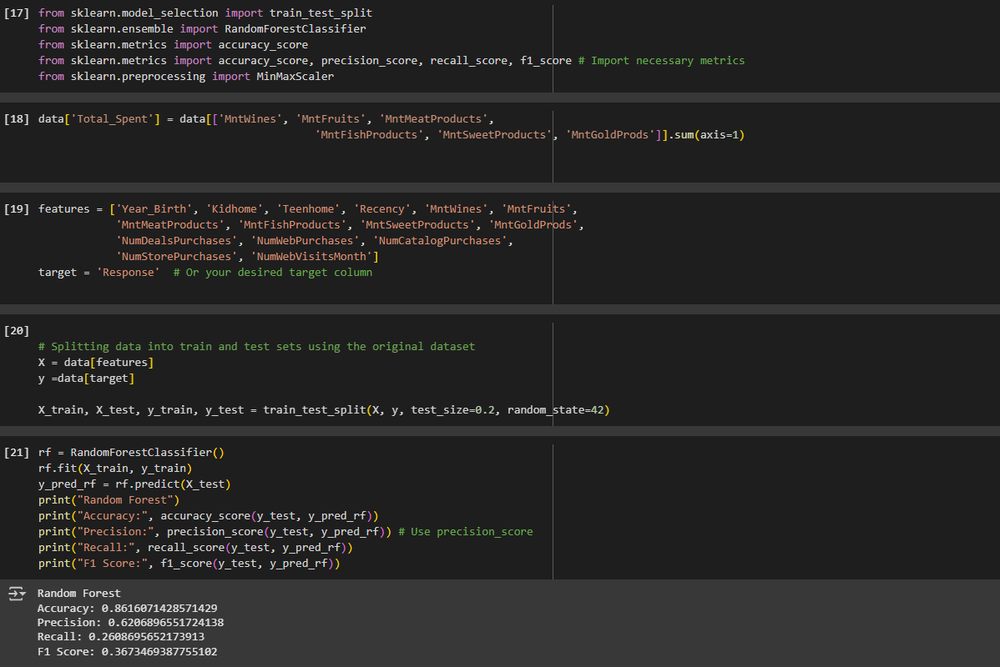 [17] from sklearn.model_selection import train_test_split
from sklearn.ensemble import RandomForestClassifier
from sklearn.metrics import accuracy_score
from sklearn.metrics import accuracy_score, precision_score, recall_score, f1_score # Import necessary metrics
from sklearn.preprocessing import MinMaxScaler
[18] data['Total_Spent'] = data[['MntWines', 'MntFruits', 'MntMeatProducts',
'MntFishProducts', 'MntSweetProducts', 'MntGoldProds']].sum(axis=1)
[19] features = ['Year_Birth', 'Kidhome', 'Teenhome', 'Recency', 'MntWines', 'MntFruits',
'MntMeatProducts', 'MntFishProducts', 'MntSweetProducts', 'MntGoldProds',
'NumDealsPurchases', 'NumWebPurchases', 'NumCatalogPurchases',
'NumStorePurchases', 'NumWebVisitsMonth']
target = 'Response'  # Or your desired target column
[20]
# Splitting data into train and test sets using the original dataset
X = data[features]
y =data[target]
X_train, X_test, y_train, y_test = train_test_split(X, y, test_size=0.2, random_state=42)
[21] rf = RandomForestClassifier()
rf.fit(X_train, y_train)
y_pred_rf = rf.predict(X_test)
print("Random Forest")
print("Accuracy:", accuracy_score(y_test, y_pred_rf))
print("Precision:", precision_score(y_test, y_pred_rf)) # Use precision_score
print("Recall:", recall_score(y_test, y_pred_rf))
print("F1 Score:", f1_score(y_test, y_pred_rf))
Random Forest
Accuracy: 0.8616071428571429
Precision: 0.6206896551724138
Recall: 0.2608695652173913
F1 Score: 0.3673469387755102